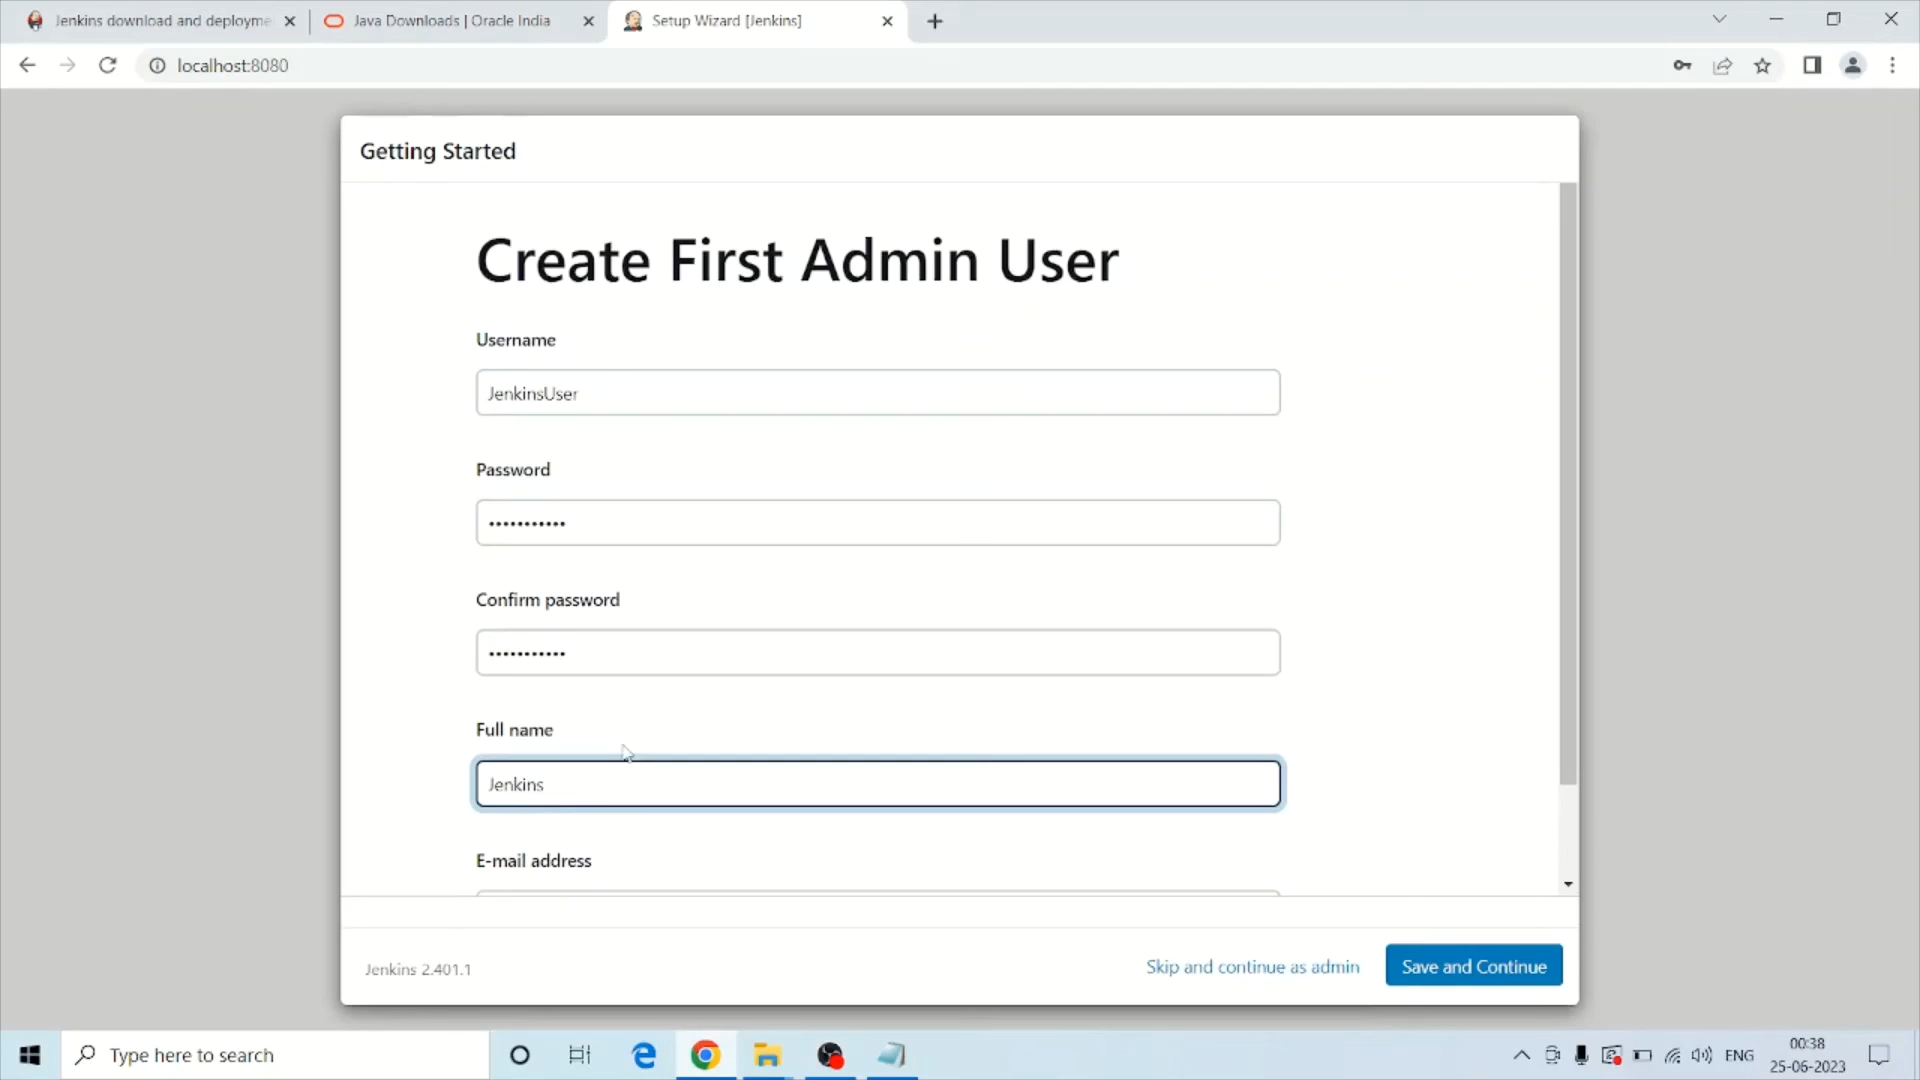 Jenkins download and deployme
Java Downloads | Oracle India
Setup Wizard [Jenkins]
localhost:8080
Getting Started
Create First Admin User
Username
JenkinsUser
Password
•••••••••••
Confirm password
•••••••••••
Full name
Jenkins
E-mail address
Jenkins 2.401.1
Skip and continue as admin
Save and Continue
Type here to search
ENG
00:38
25-06-2023